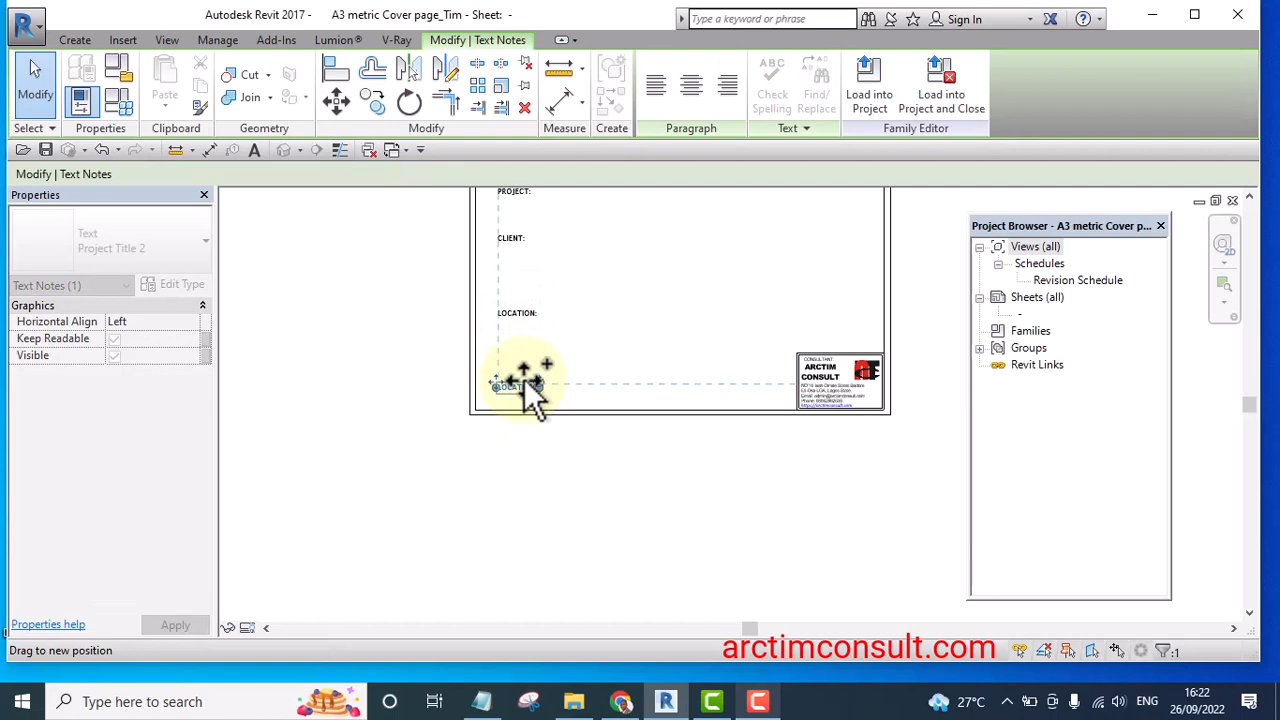 Autodesk Revit 2017 - A3 metric Cover page_Tim - Sheet: -
Type a keyword or phrase
Sign In
Create Insert View Manage Add-Ins Lumion® V-Ray Modify | Text Notes
Modify
Paste
Cut
Join
ABC
Check Spelling
Find/ Replace
Load into Project
Load into Project and Close
Select Properties Clipboard Geometry Modify Measure Create Paragraph Text Family Editor
Modify | Text Notes
Properties
Text
Project Title 2
Text Notes (1)
Edit Type
Graphics
Horizontal Align Left
Keep Readable
Visible
Properties help
Apply
PROJECT:
CLIENT:
LOCATION:
CONSULTANT:
ARCTIM
CONSULT
Project Browser - A3 metric Cover p...
2D
Views (all)
Schedules
Revision Schedule
Sheets (all)
-
Families
Groups
Revit Links
Drag to new position
arctimconsult.com
:1
Type here to search
27°C
ENG
16:22
26/09/2022